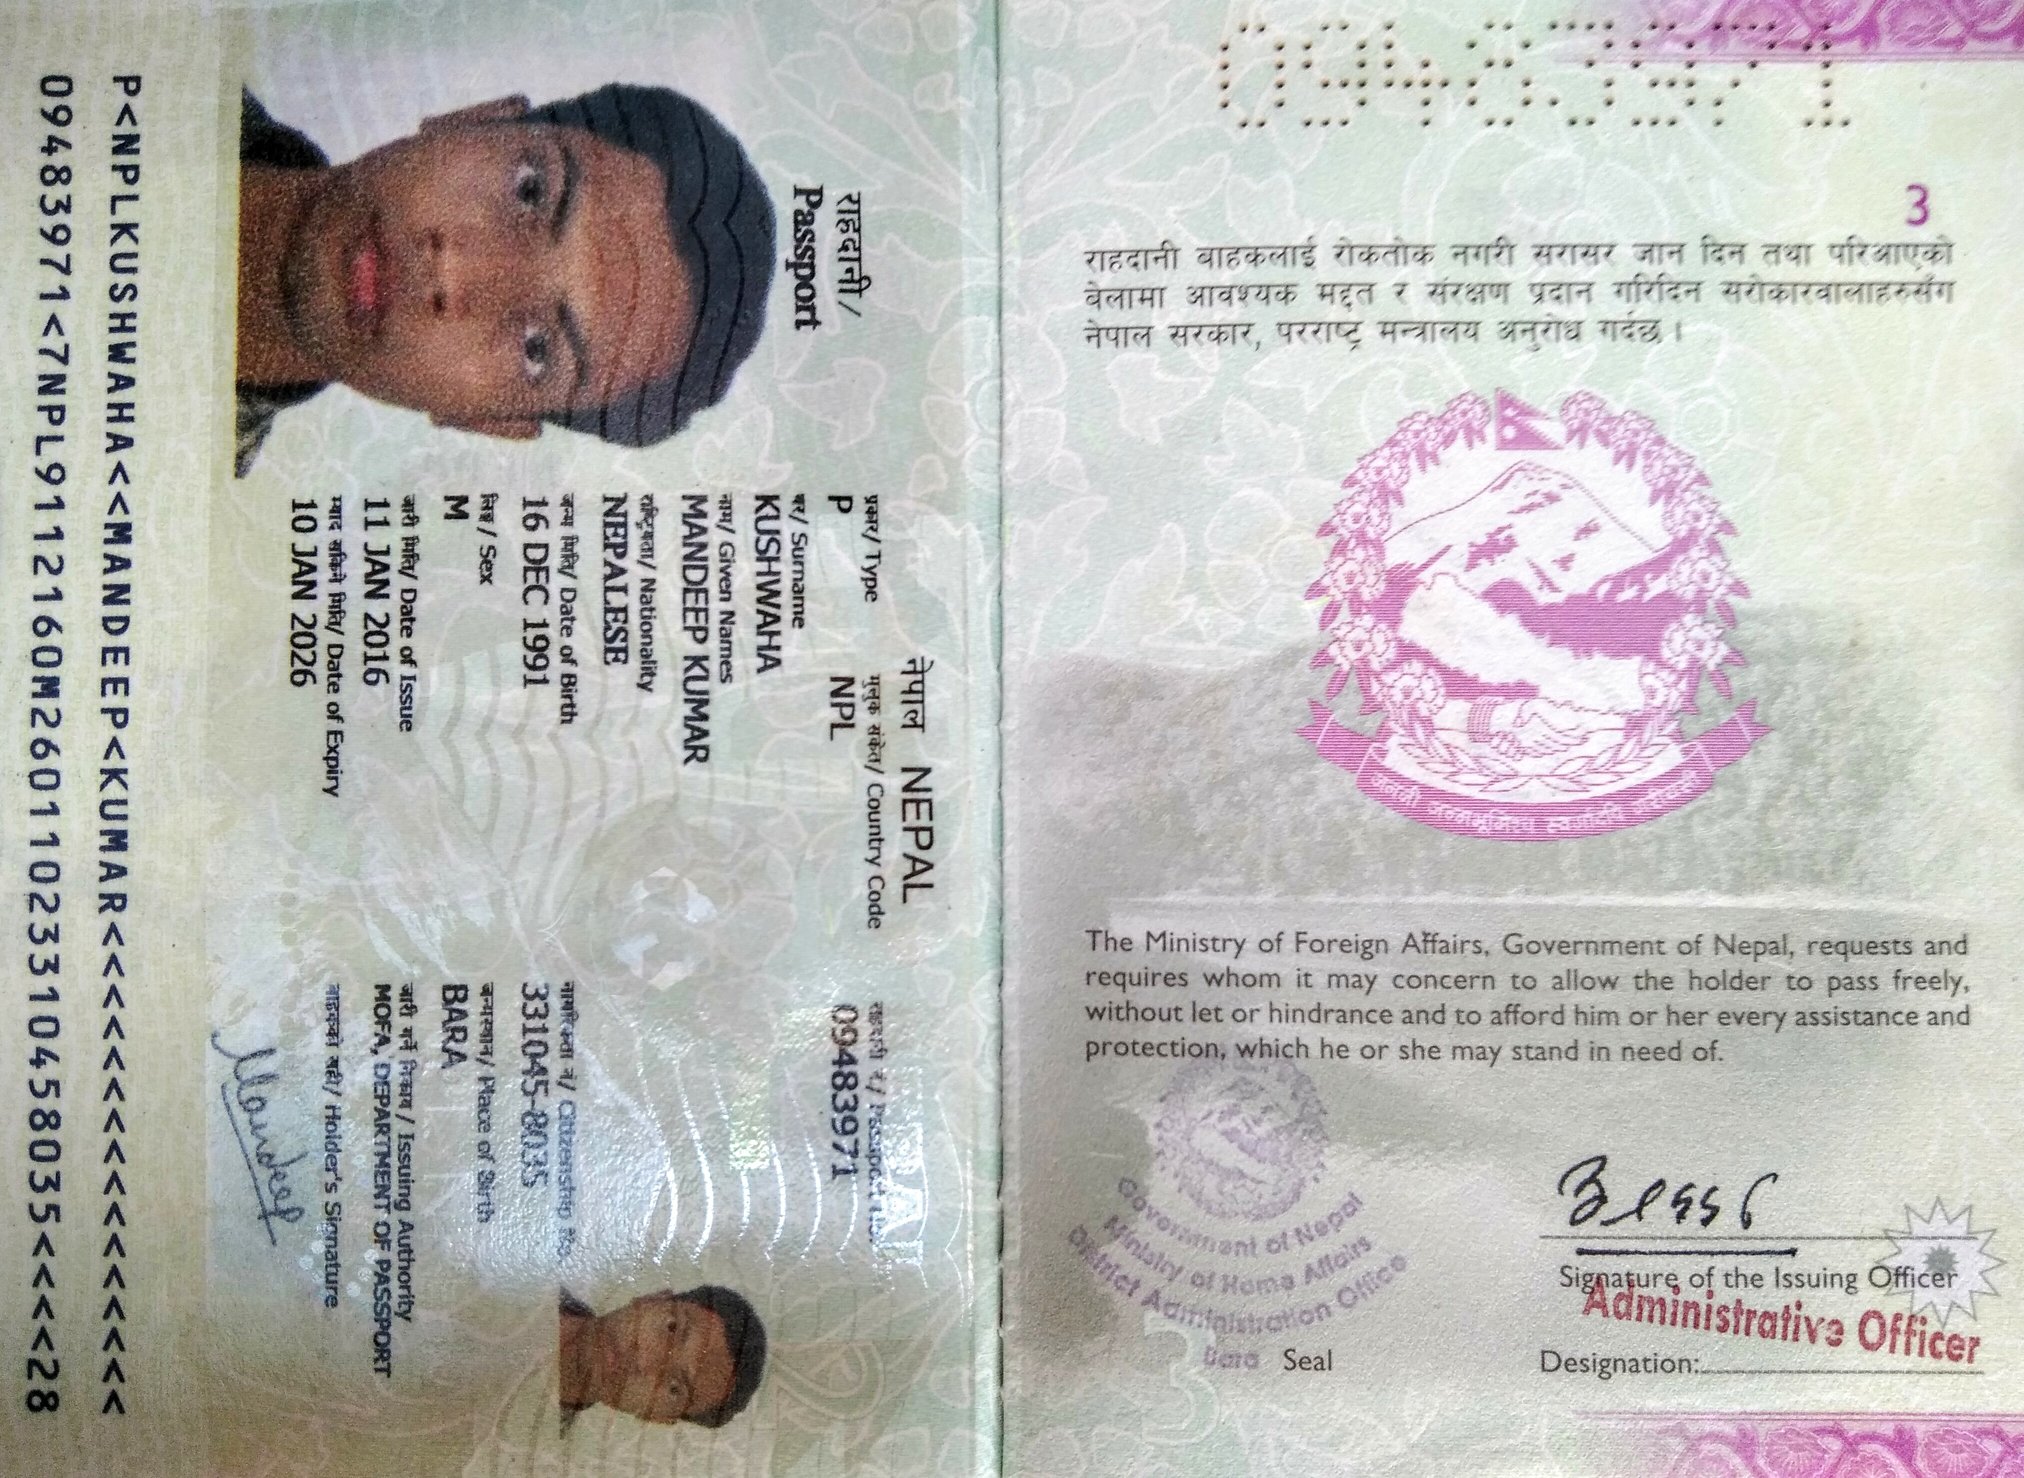 3
राहदानी वाहकलाई रोकतोक नगरी सरासर जान दिन तथा परिआएको
बेलामा आवश्यक मद्दत र संरक्षण प्रदान गरिदिन सरोकारवालाहरूसंग
नेपाल सरकार, परराष्ट्र मन्त्रालय अनुरोध गर्दछ ।
The Ministry of Foreign Affairs, Government of Nepal, requests and
requires whom it may concern to allow the holder to pass freely,
without let or hindrance and to afford him or her every assistance and
protection, which he or she may stand in need of.
Signature of the Issuing Officer
Administrative Officer
Designation:
Government of Nepal
Ministry of Home Affairs
District Administration Office
Bara
Seal
नेपाल NEPAL
राहदानी/
Passport
प्रकार/ Type मुलुक संकेत/ Country Code राहदानी नं./ Passport No.
P NPL 09483971
थर/ Surname
KUSHWAHA
नाम/ Given Names
MANDEEP KUMAR
राष्ट्रियता/ Nationality
NEPALESE
जन्म मिति/ Date of Birth नागरिकता नं/ Citizenship No.
16 DEC 1991 331045-8035
लिङ्ग/ Sex जन्मस्थान/ Place of Birth
M BARA
जारी मिति/ Date of Issue जारी गर्ने निकाय/ Issuing Authority
11 JAN 2016 MOFA, DEPARTMENT OF PASSPORT
म्याद सकिने मिति/ Date of Expiry वाहकको सही/ Holder's Signature
10 JAN 2026 Mandeep
P<NPLKUSHWAHA<<MANDEEP<KUMAR<<<<<<<<<<<<<<<<
09483971<7NPL9112160M26011023310458035<<<<28